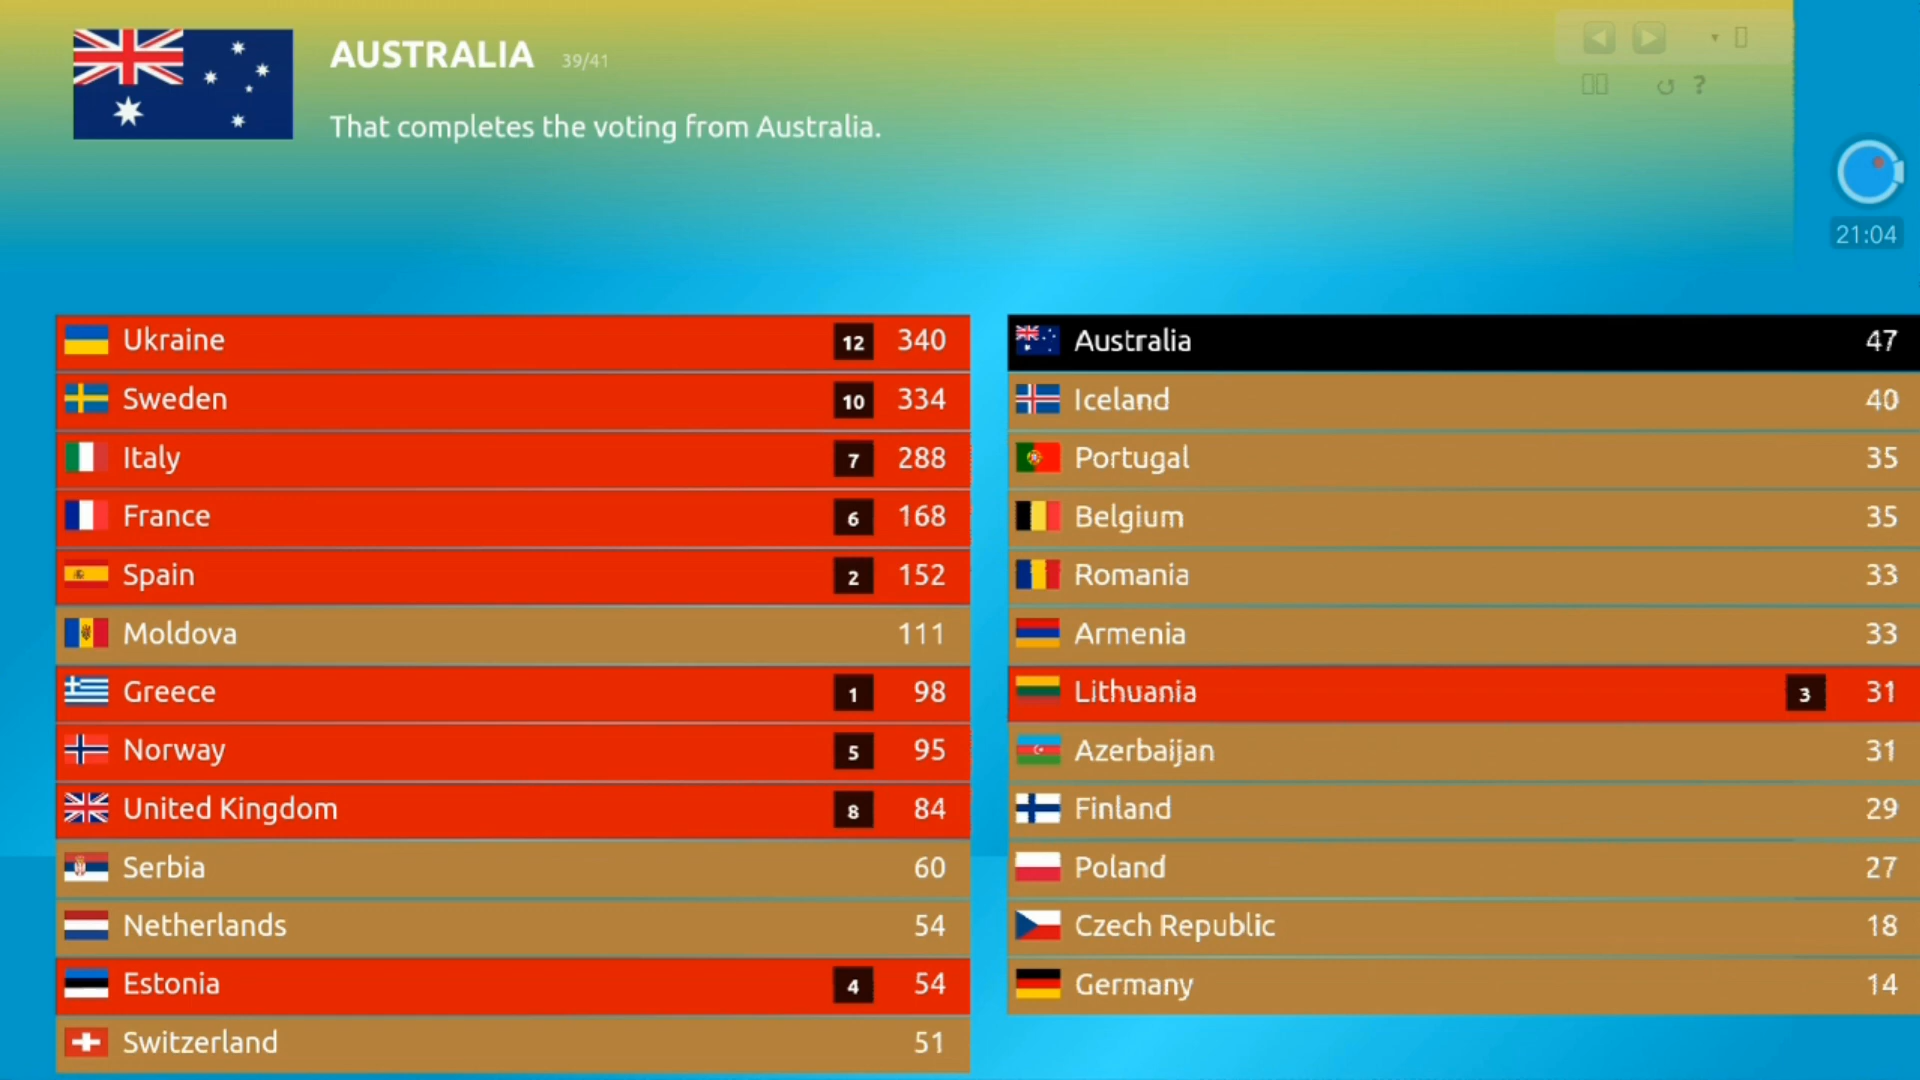 AUSTRALIA 39/41
That completes the voting from Australia.
?
21:04
Ukraine 12 340
Sweden 10 334
Italy 7 288
France 6 168
Spain 2 152
Moldova 111
Greece 1 98
Norway 5 95
United Kingdom 8 84
Serbia 60
Netherlands 54
Estonia 4 54
Switzerland 51
Australia 47
Iceland 40
Portugal 35
Belgium 35
Romania 33
Armenia 33
Lithuania 3 31
Azerbaijan 31
Finland 29
Poland 27
Czech Republic 18
Germany 14